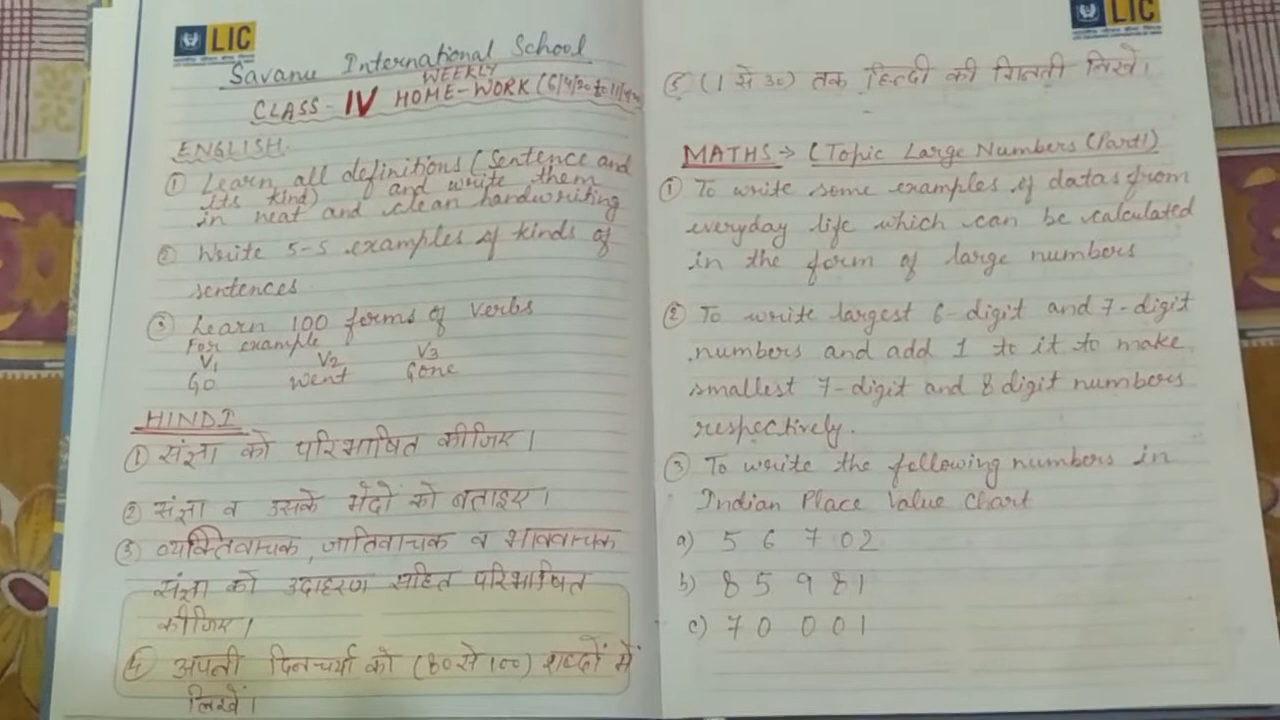 LIC
Savanu International School
WEEKLY
CLASS - IV HOME-WORK (6/4/20 to 11/4/20
ENGLISH.
① Learn all definitions (Sentence and
its kind) and write them
in neat and clean handwriting
② Write 5-5 examples of kinds of
sentences
③ Learn 100 forms of verbs
For example
V1 V2 V3
Go Went Gone
HINDI
① संज्ञा को परिभाषित कीजिए।
② संज्ञा व उसके भेदों को बताइए।
③ व्यक्तिवाचक, जातिवाचक व भाववाचक
संज्ञा को उदाहरण सहित परिभाषित
कीजिए।
④ अपनी दिनचर्या को (80 से 100) शब्दों में
लिखें।
LIC
⑤ (1 से 30) तक हिन्दी की गिनती लिखें।
MATHS → (Topic Large Numbers (Part1)
① To write some examples of datas from
everyday life which can be calculated
in the form of large numbers
② To write largest 6-digit and 7-digit
numbers and add 1 to it to make
smallest 7-digit and 8 digit numbers
respectively.
③ To write the following numbers in
Indian Place Value Chart
a) 5 6 7 0 2
b) 8 5 9 8 1
c) 7 0 0 0 1